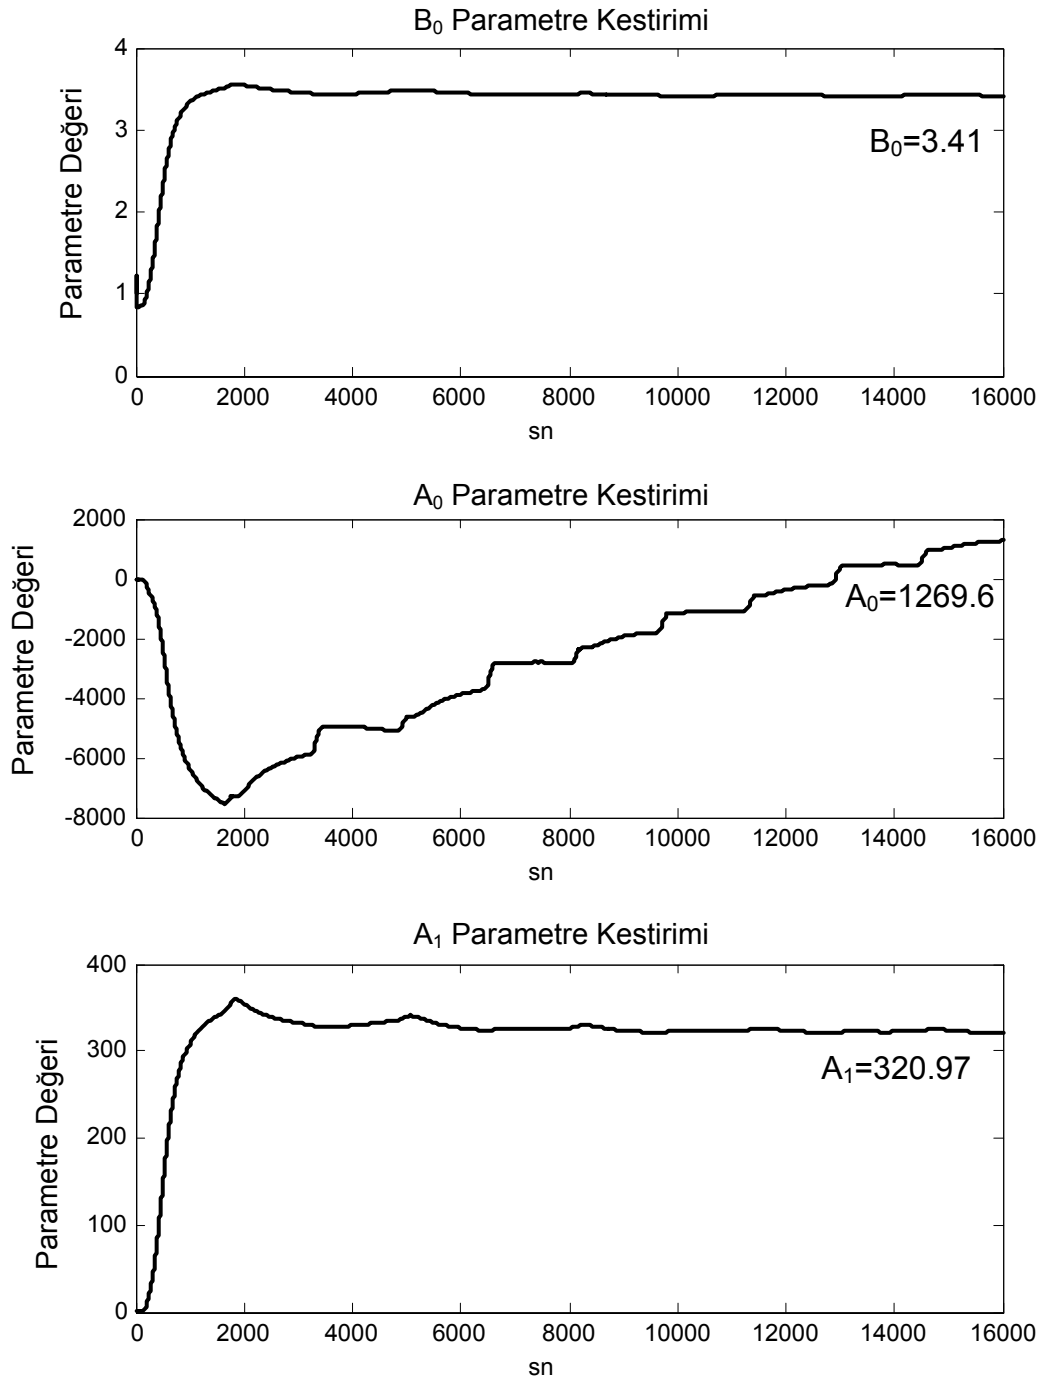 B₀ Parametre Kestirimi
4
3
2
1
0
Parametre Değeri
B₀=3.41
0 2000 4000 6000 8000 10000 12000 14000 16000
sn
A₀ Parametre Kestirimi
2000
0
-2000
-4000
-6000
-8000
Parametre Değeri
A₀=1269.6
0 2000 4000 6000 8000 10000 12000 14000 16000
sn
A₁ Parametre Kestirimi
400
300
200
100
0
Parametre Değeri
A₁=320.97
0 2000 4000 6000 8000 10000 12000 14000 16000
sn